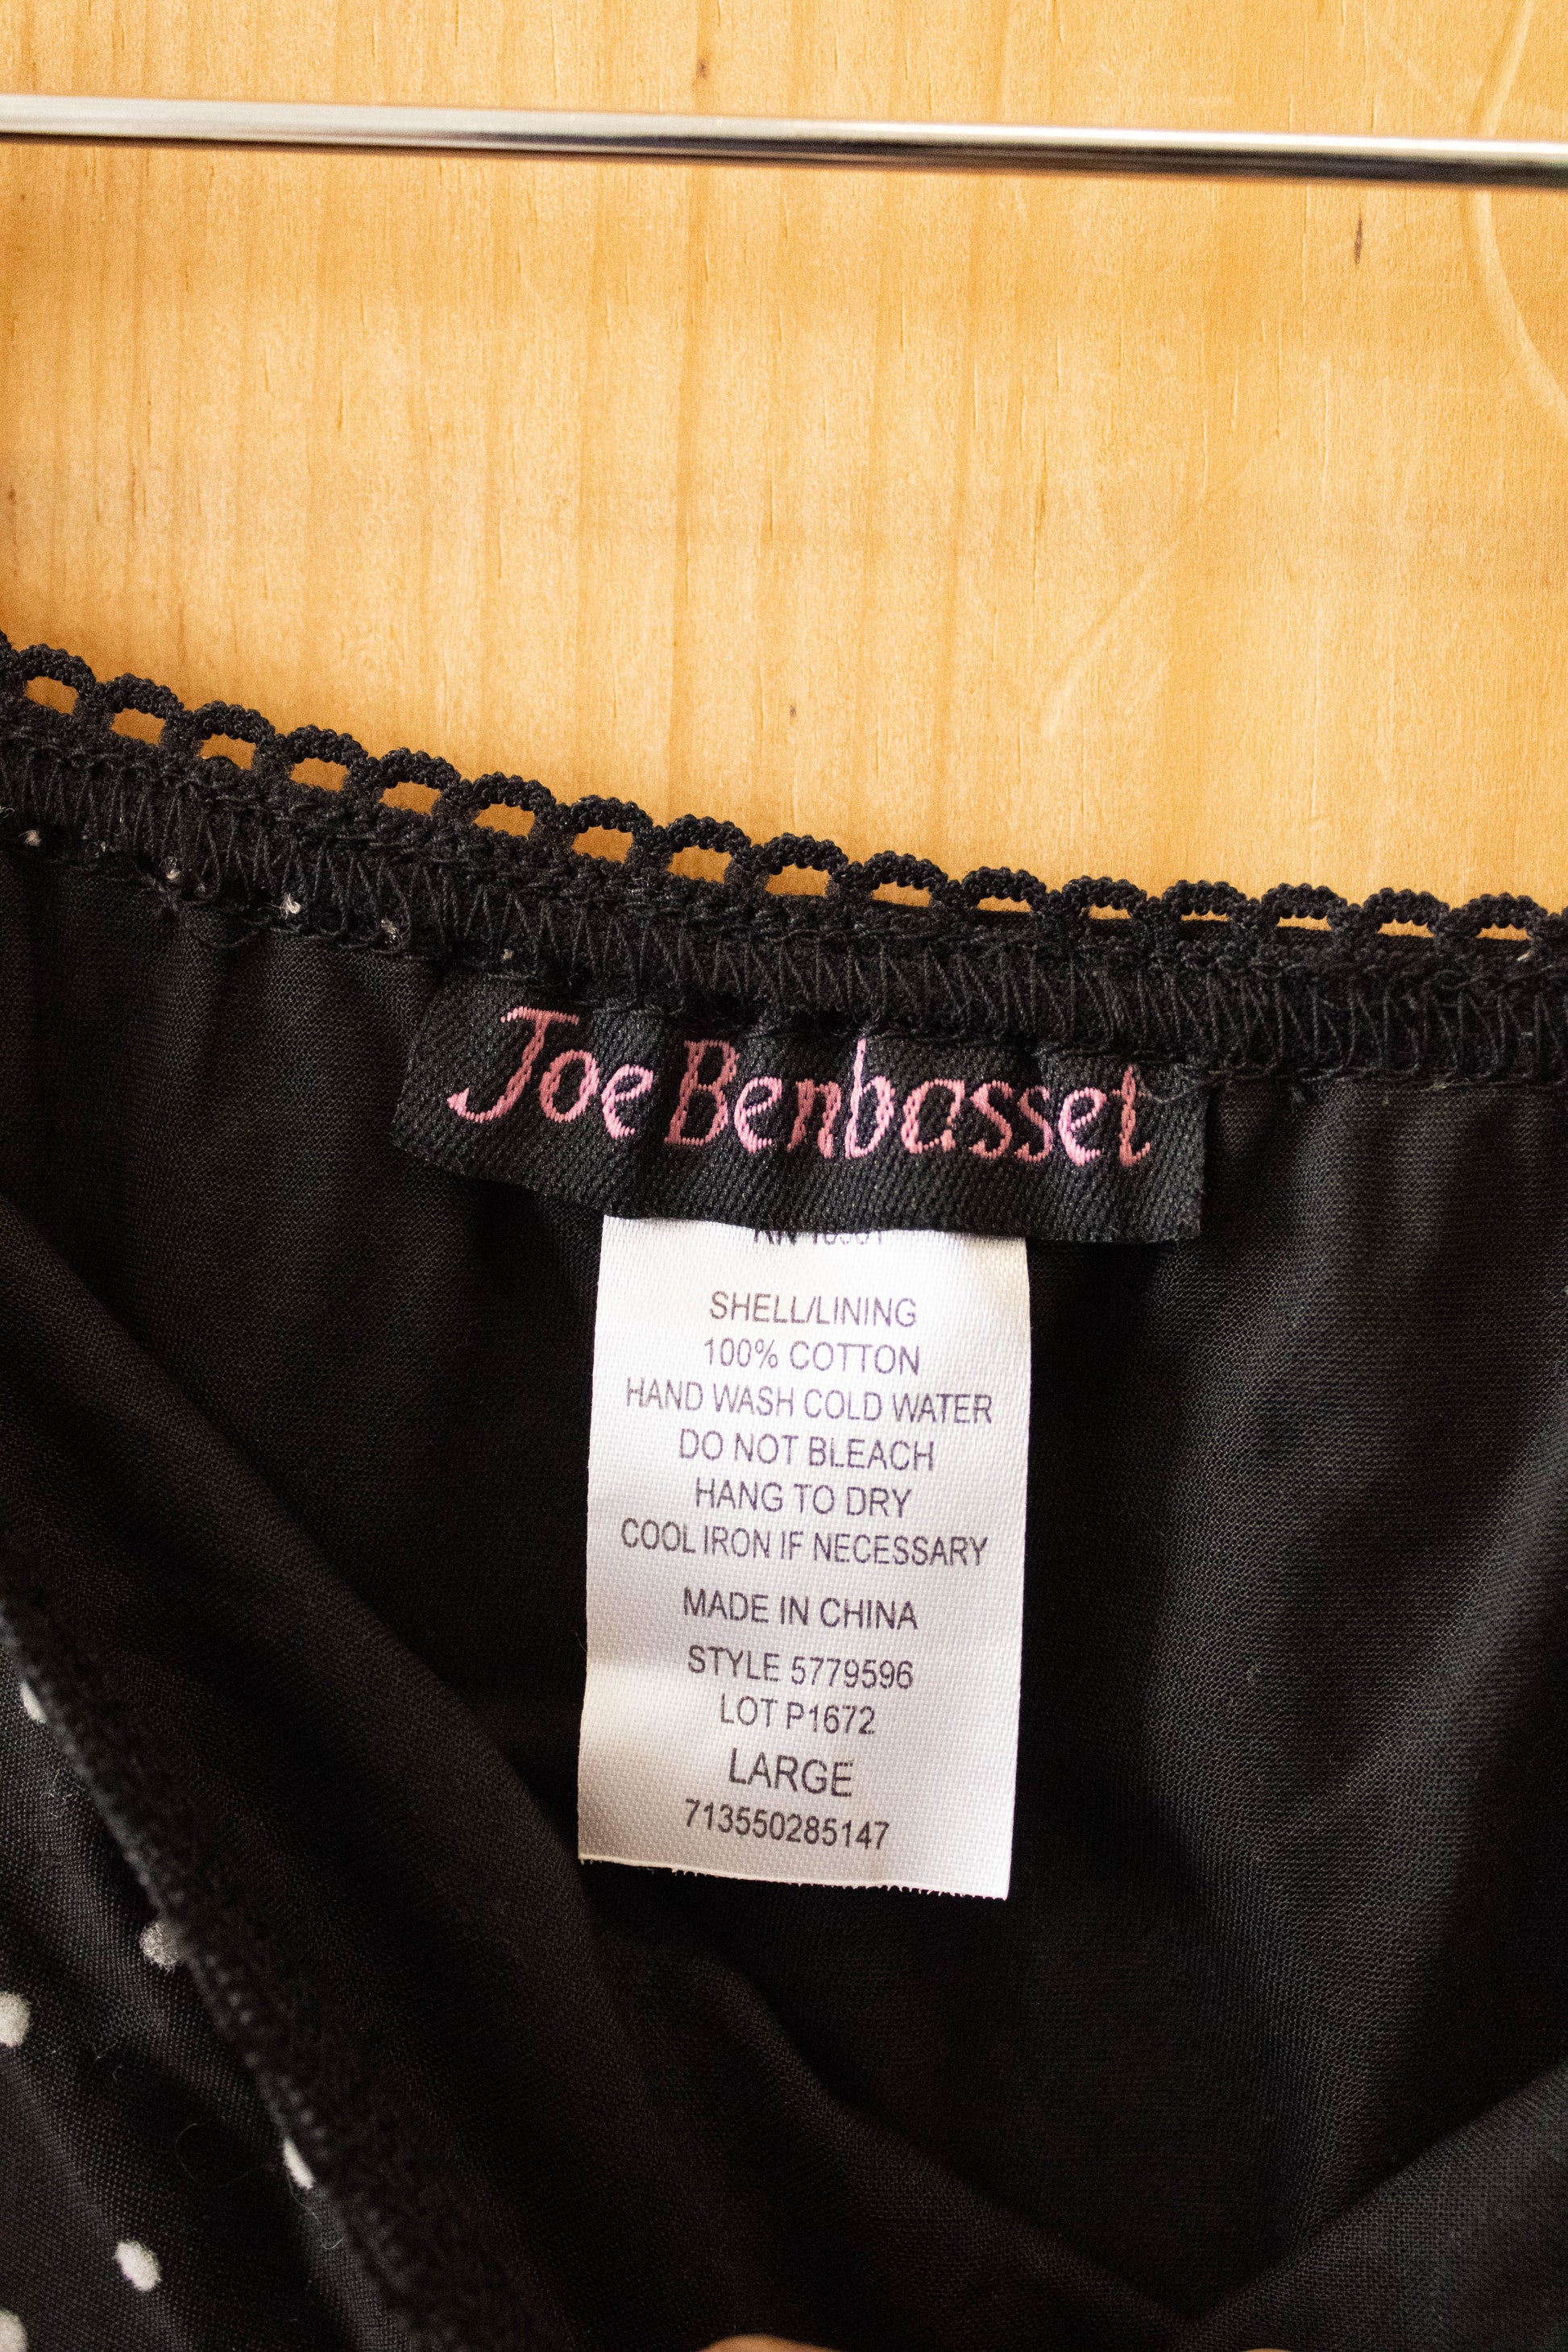 Joe Benbasset
SHELL/LINING
100% COTTON
HAND WASH COLD WATER
DO NOT BLEACH
HANG TO DRY
COOL IRON IF NECESSARY
MADE IN CHINA
STYLE 5779596
LOT P1672
LARGE
713550285147